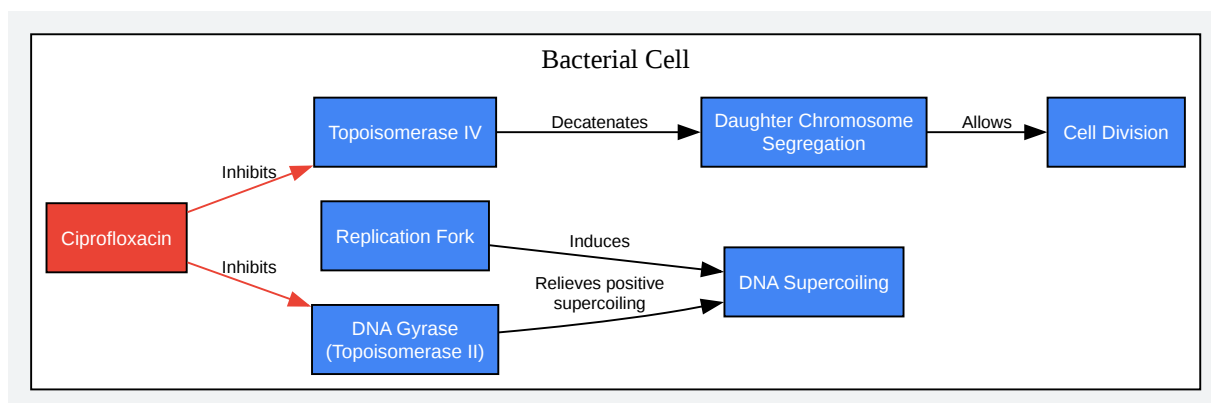 Bacterial Cell
Topoisomerase IV
Decatenates
Daughter Chromosome
Segregation
Allows
Cell Division
Inhibits
Ciprofloxacin
Replication Fork
Induces
DNA Supercoiling
Inhibits
Relieves positive
supercoiling
DNA Gyrase
(Topoisomerase II)